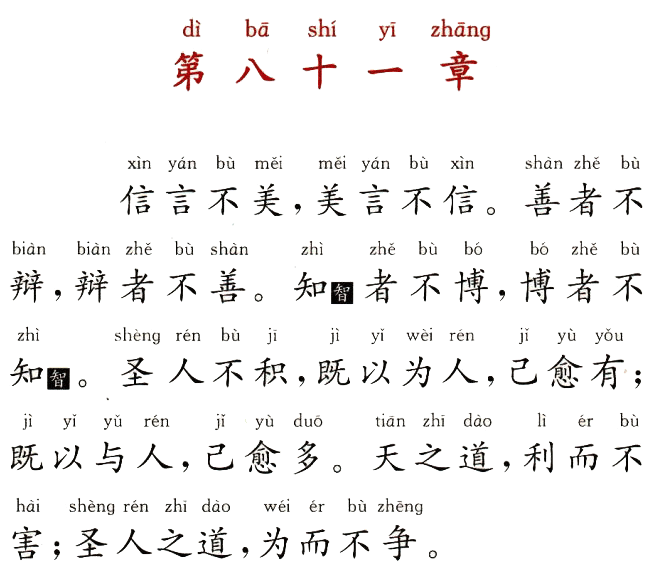 dì bā shí yī zhāng
第八十一章
xìn yán bù měi měi yán bù xìn shàn zhě bù
信言不美，美言不信。善者不
biàn biàn zhě bù shàn zhì zhě bù bó bó zhě bù
辩，辩者不善。知智者不博，博者不
zhì shèng rén bù jī jì yǐ wèi rén jǐ yù yǒu
知智。圣人不积，既以为人，己愈有；
jì yǐ yǔ rén jǐ yù duō tiān zhī dào lì ér bù
既以与人，己愈多。天之道，利而不
hài shèng rén zhī dào wéi ér bù zhēng
害；圣人之道，为而不争。